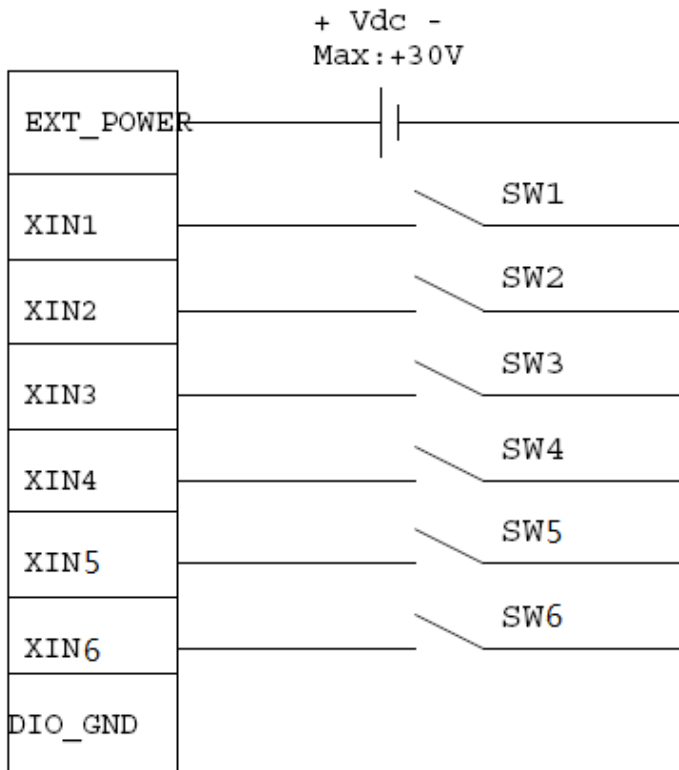 + Vdc -
Max:+30V
EXT_POWER
XIN1
SW1
XIN2
SW2
XIN3
SW3
XIN4
SW4
XIN5
SW5
XIN6
SW6
DIO_GND